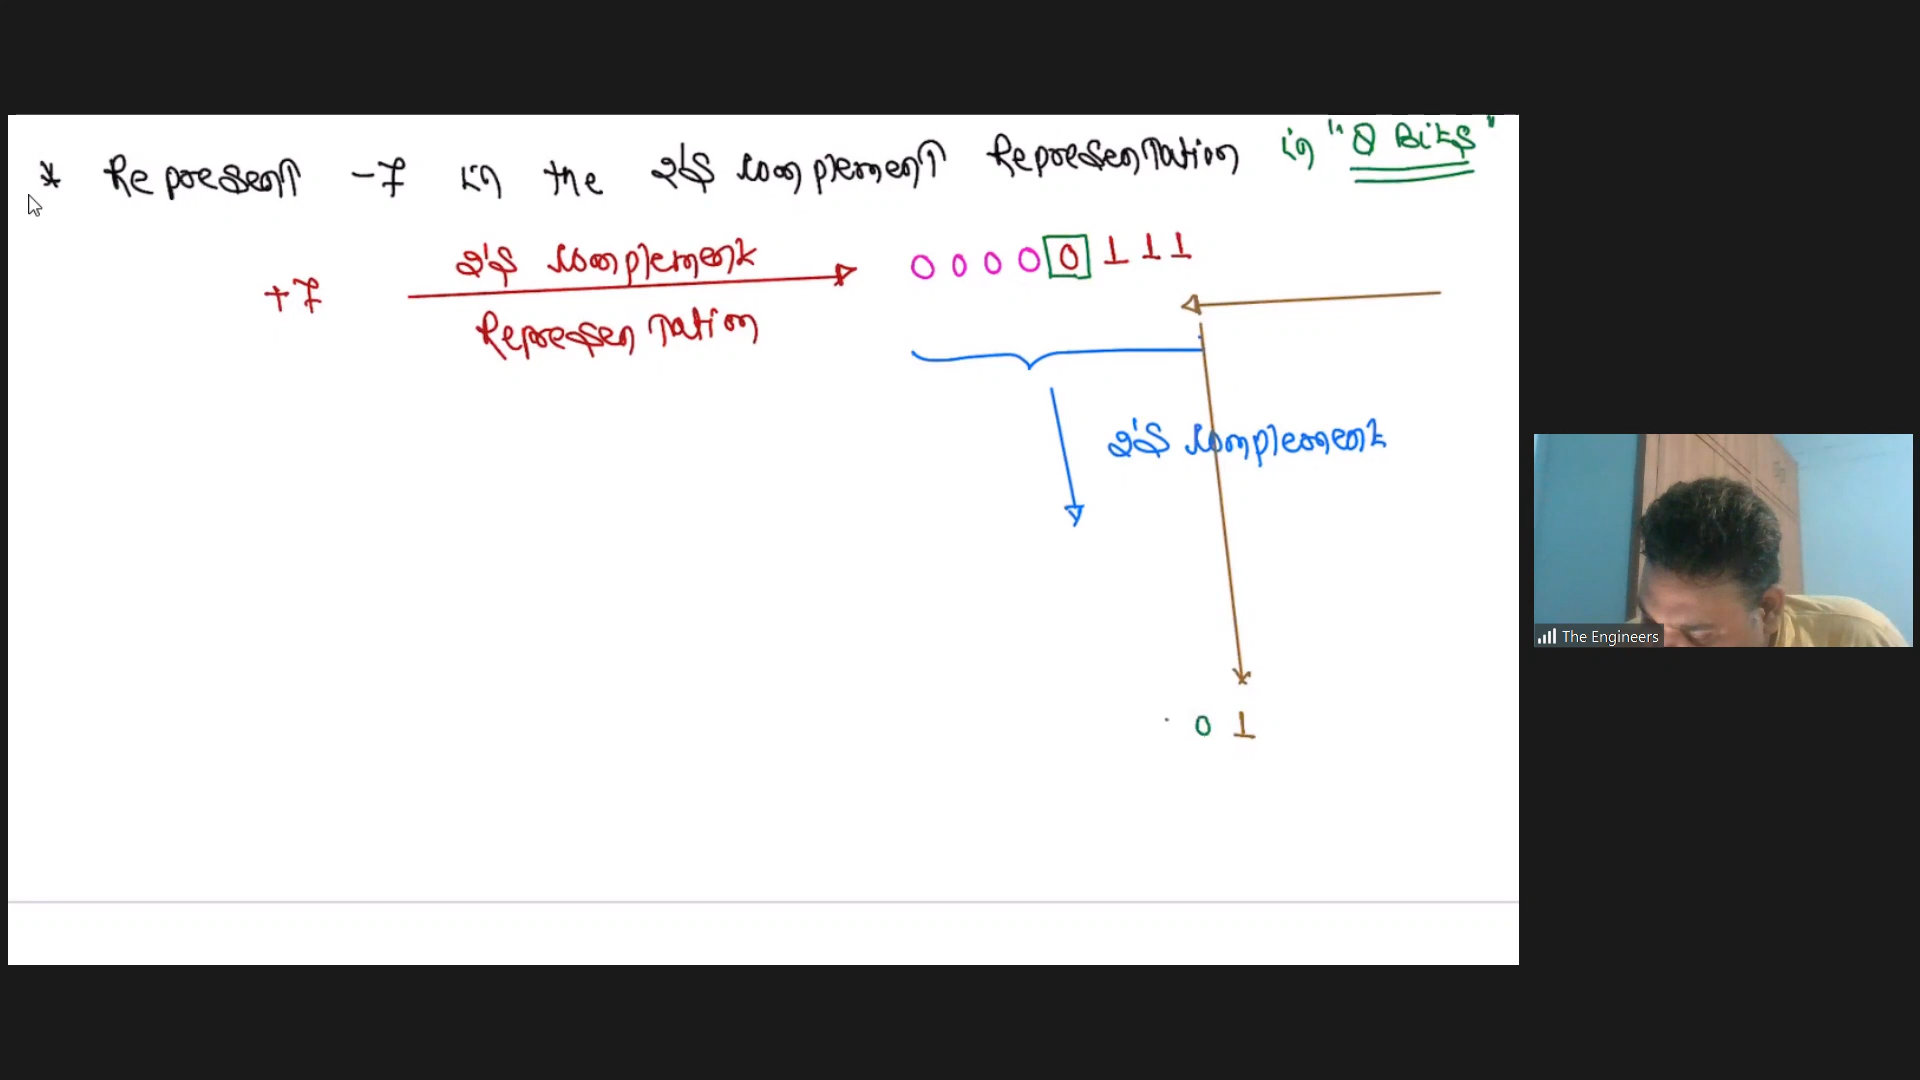 * Represent -7 in the 2's complement Representation in "8 Bits"
+7 2's complement Representation 0 0 0 0 0 1 1 1
2's complement
0 1
The Engineers